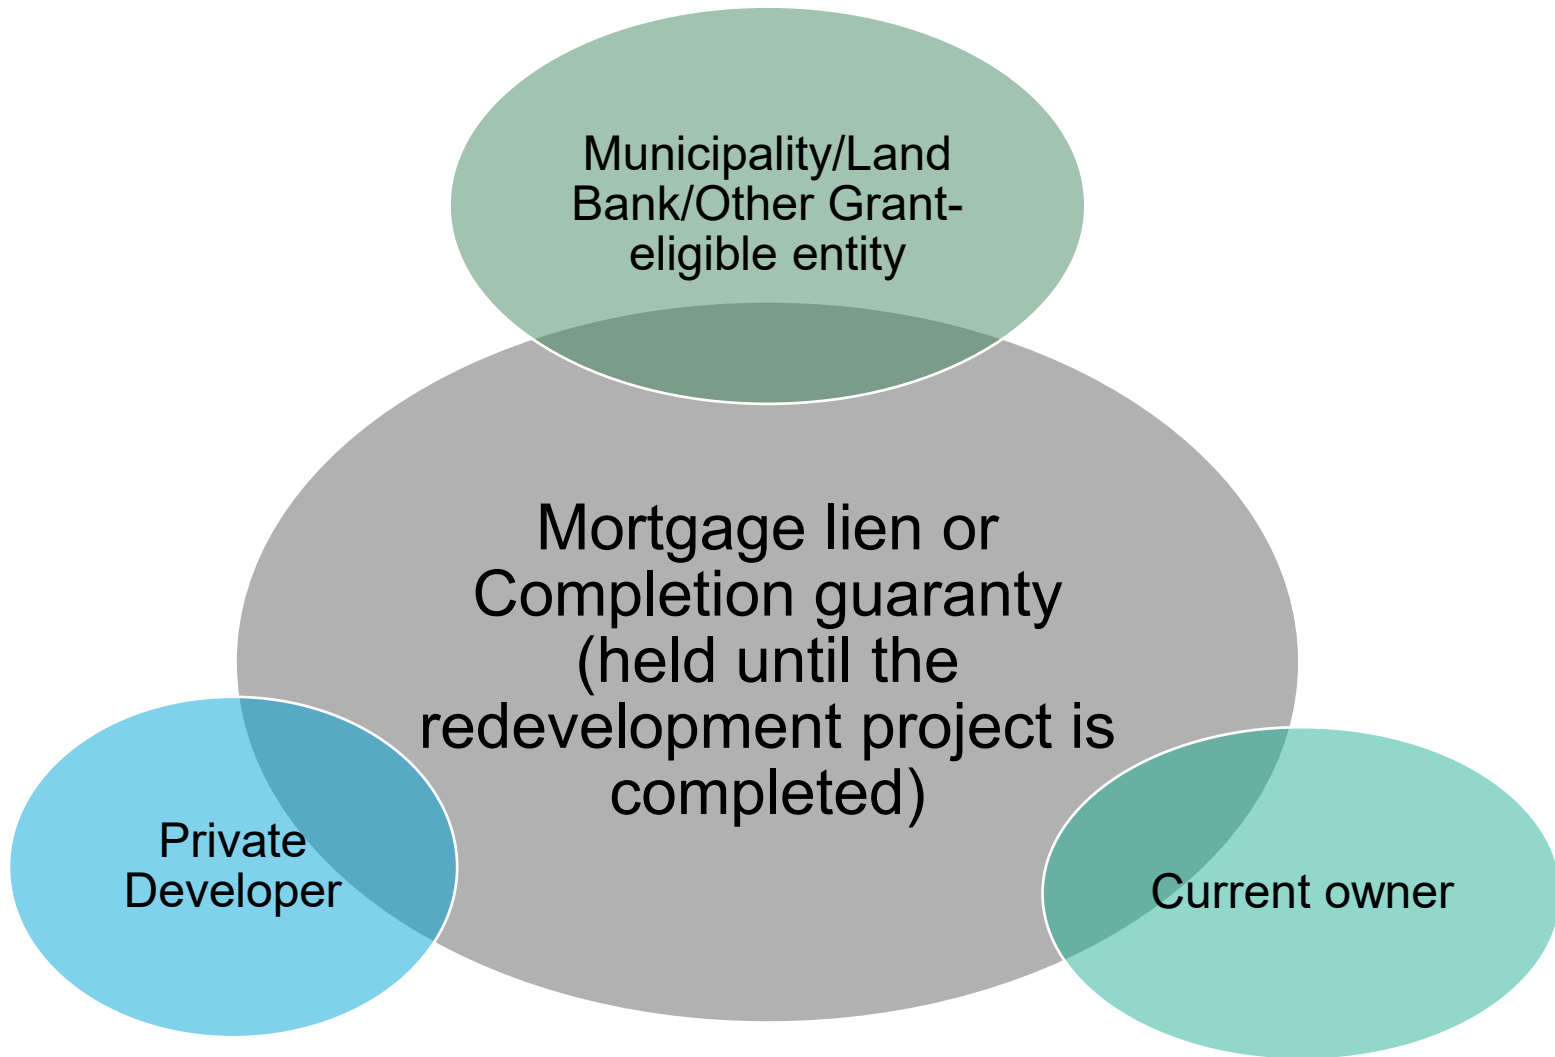 Municipality/Land
Bank/Other Grant-
eligible entity
Mortgage lien or
Completion guaranty
(held until the
redevelopment project is
completed)
Private
Developer
Current owner